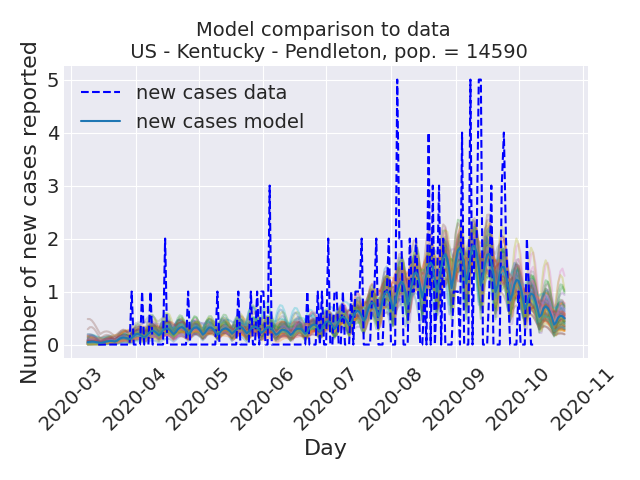 Model comparison to data
US - Kentucky - Pendleton, pop. = 14590
Number of new cases reported
5
4
3
2
1
0
new cases data
new cases model
2020-03
2020-04
2020-05
2020-06
2020-07
2020-08
2020-09
2020-10
2020-11
Day